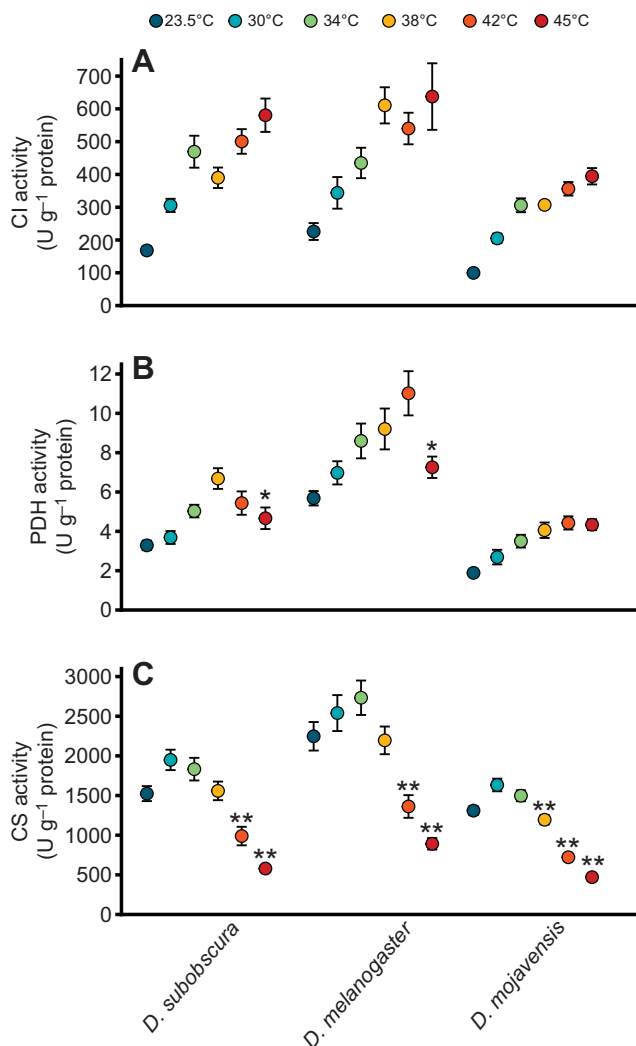 23.5°C 30°C 34°C 38°C 42°C 45°C
A
700
600
500
400
300
200
100
0
CI activity
(U g–1 protein)
B
12
10
8
6
4
2
0
PDH activity
(U g–1 protein)
*
*
C
3000
2500
2000
1500
1000
500
0
CS activity
(U g–1 protein)
**
**
**
**
**
**
**
D. subobscura
D. melanogaster
D. mojavensis